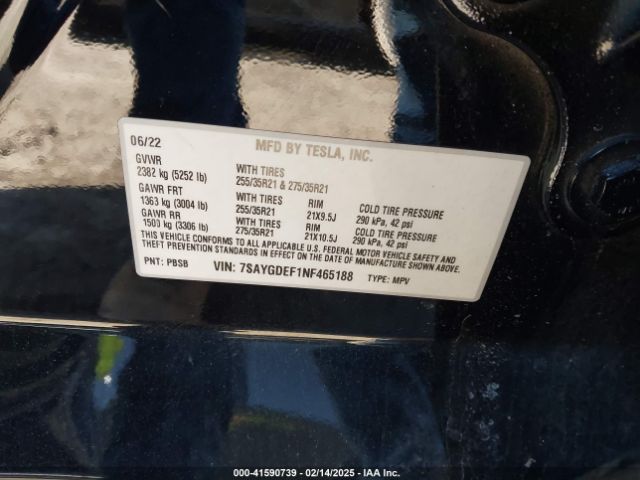 06/22 MFD BY TESLA, INC.
GVWR WITH TIRES
2382 kg (5252 lb) 255/35R21 & 275/35R21
GAWR FRT WITH TIRES RIM COLD TIRE PRESSURE
1363 kg (3004 lb) 255/35R21 21X9.5J 290 kPa, 42 psi
GAWR RR WITH TIRES RIM COLD TIRE PRESSURE
1500 kg (3306 lb) 275/35R21 21X10.5J 290 kPa, 42 psi
THIS VEHICLE CONFORMS TO ALL APPLICABLE U.S. FEDERAL MOTOR VEHICLE SAFETY AND
THEFT PREVENTION STANDARDS IN EFFECT ON THE DATE OF MANUFACTURE SHOWN ABOVE.
PNT: PBSB VIN: 7SAYGDEF1NF465188 TYPE: MPV
000-41590739 - 02/14/2025 - IAA Inc.